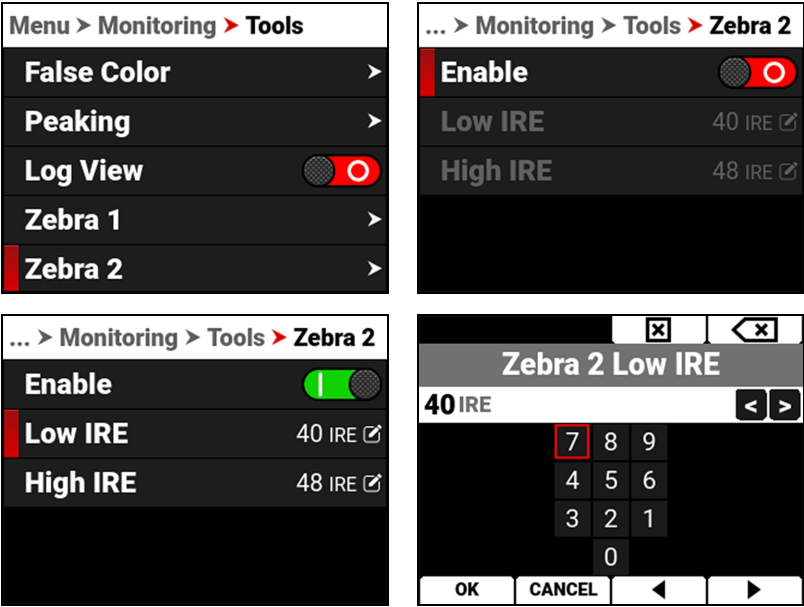 Menu > Monitoring > Tools
False Color >
Peaking >
Log View
Zebra 1 >
Zebra 2 >
... > Monitoring > Tools > Zebra 2
Enable
Low IRE 40 IRE
High IRE 48 IRE
... > Monitoring > Tools > Zebra 2
Enable
Low IRE 40 IRE
High IRE 48 IRE
Zebra 2 Low IRE
40 IRE < >
7 8 9
4 5 6
3 2 1
0
OK CANCEL